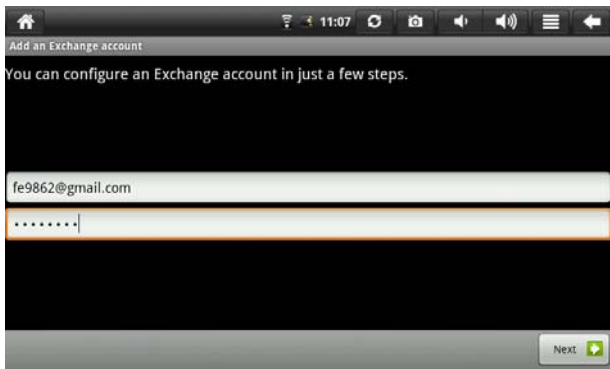 11:07
Add an Exchange account
You can configure an Exchange account in just a few steps.
fe9862@gmail.com
••••••••
Next